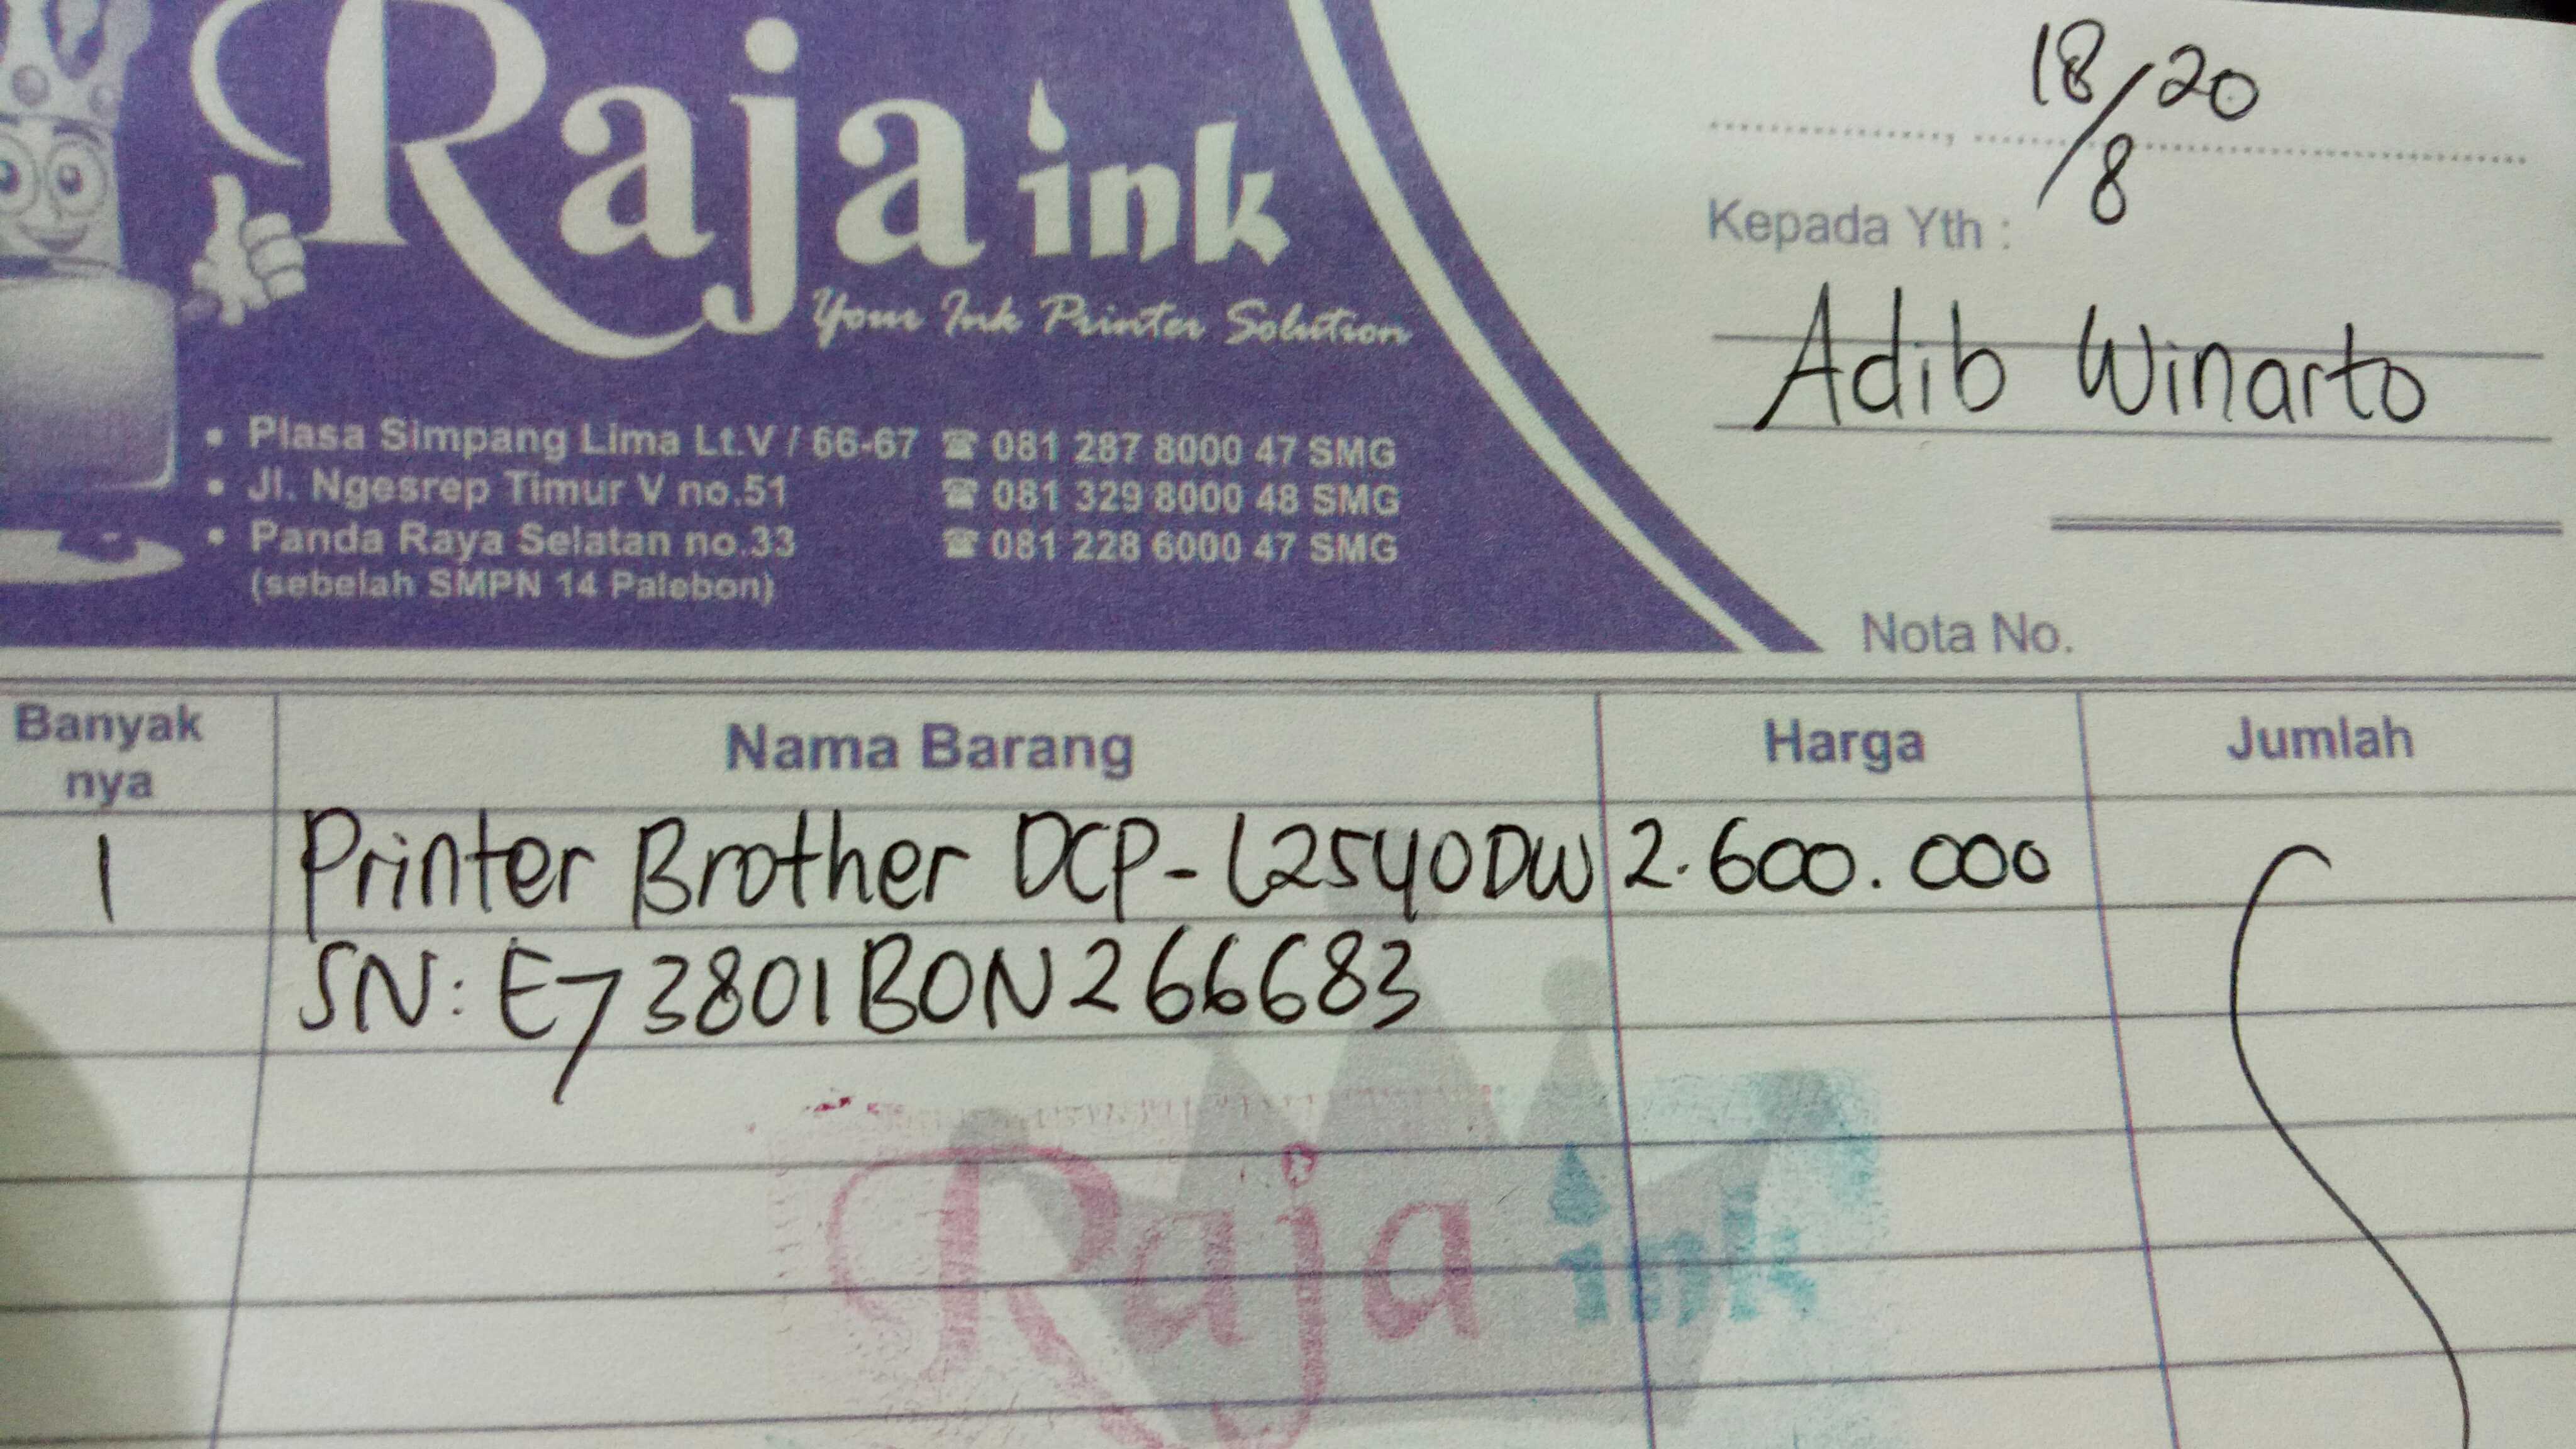 Raja ink
Your Ink Printer Solution
• Plasa Simpang Lima Lt.V / 66-67 ☎ 081 287 8000 47 SMG
• Jl. Ngesrep Timur V no.51 ☎ 081 329 8000 48 SMG
• Panda Raya Selatan no.33 ☎ 081 228 6000 47 SMG
(sebelah SMPN 14 Palebon)
18/8 20
Kepada Yth :
Adib Winarto
Nota No.
Banyak nya Nama Barang Harga Jumlah
1 Printer Brother DCP-L2540DW 2.600.000
SN: E73801BON266683
Raja ink